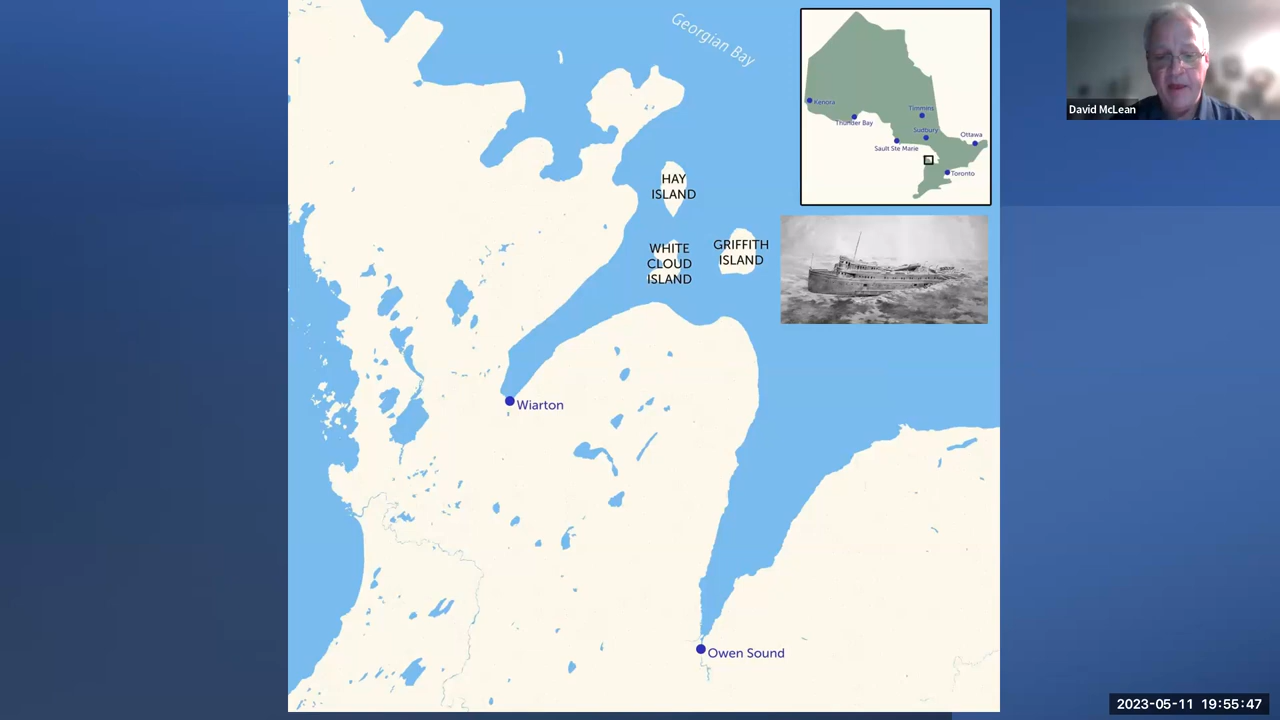 Georgian Bay
Kenora
Thunder Bay
Timmins
Sudbury
Sault Ste Marie
Ottawa
Toronto
David McLean
HAY
ISLAND
WHITE
CLOUD
ISLAND
GRIFFITH
ISLAND
Wiarton
Owen Sound
2023-05-11 19:55:47